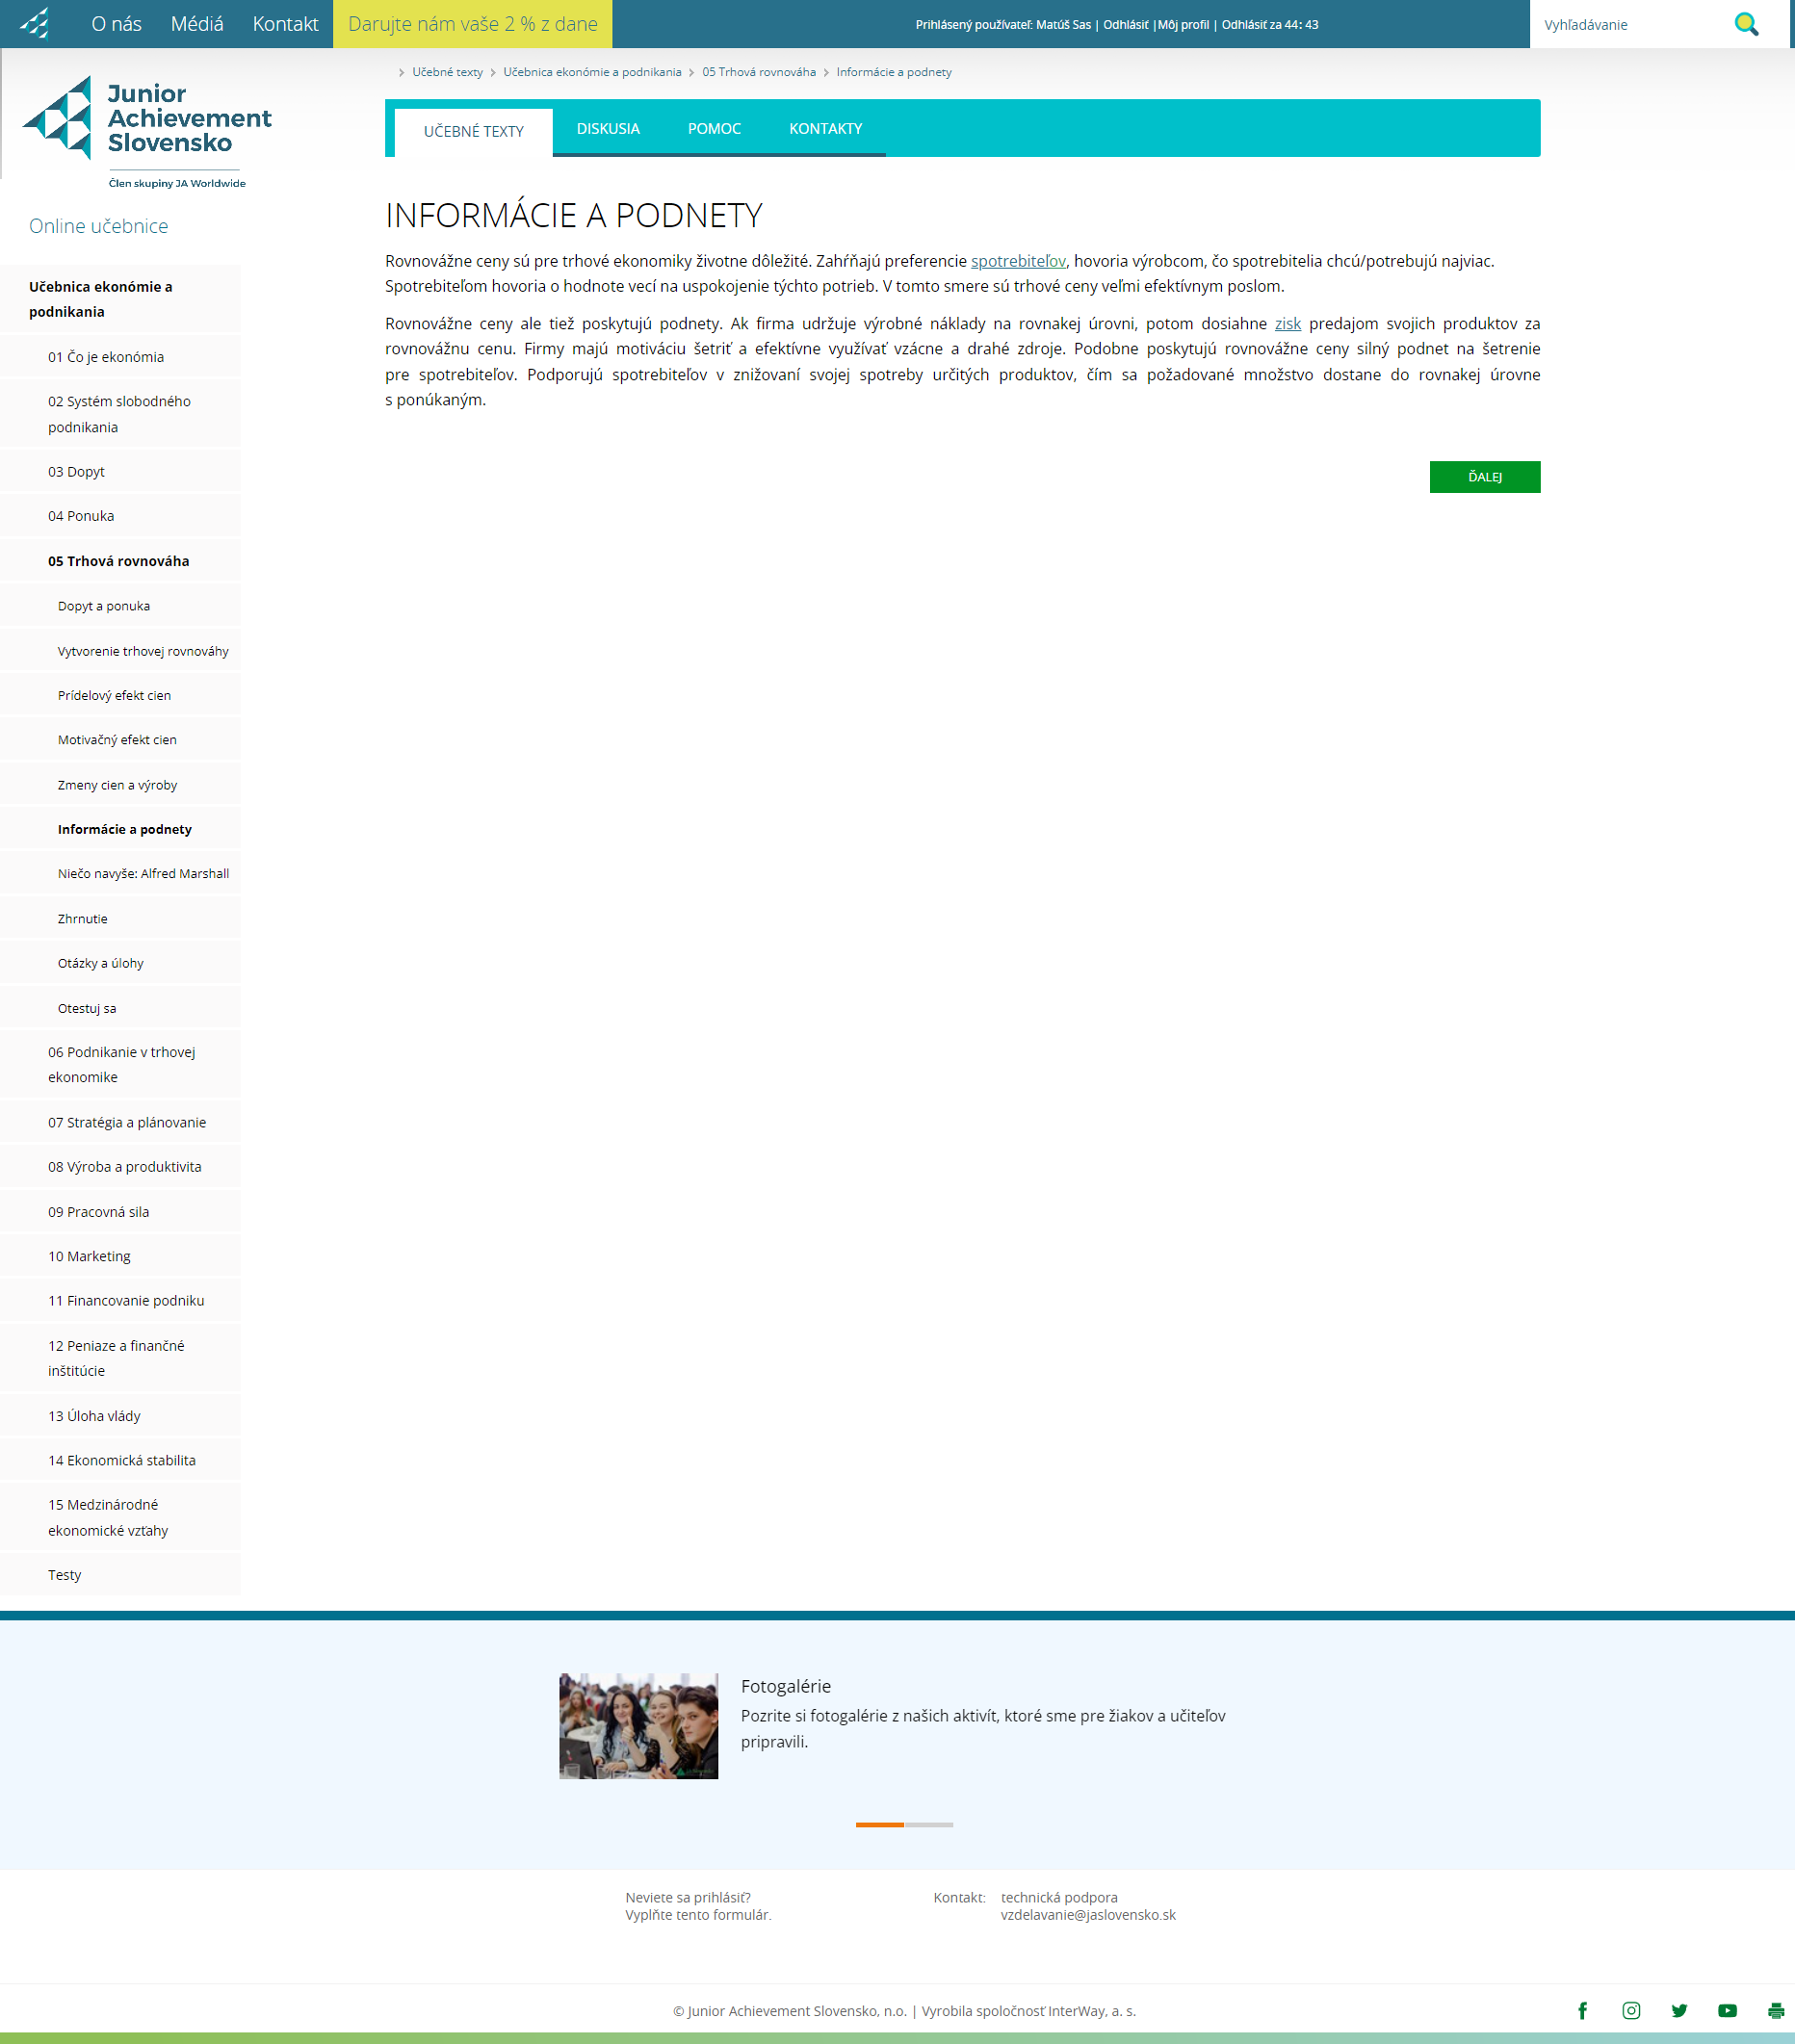 O nás Médiá Kontakt Darujte nám vaše 2 % z dane Prihlásený používateľ: Matúš Sas | Odhlásiť |Môj profil | Odhlásiť za 44: 43 Vyhľadávanie
Junior
Achievement
Slovensko
Člen skupiny JA Worldwide
Učebné texty Učebnica ekonómie a podnikania 05 Trhová rovnováha Informácie a podnety
UČEBNÉ TEXTY DISKUSIA POMOC KONTAKTY
Online učebnice
Učebnica ekonómie a
podnikania
01 Čo je ekonómia
02 Systém slobodného
podnikania
03 Dopyt
04 Ponuka
05 Trhová rovnováha
Dopyt a ponuka
Vytvorenie trhovej rovnováhy
Prídelový efekt cien
Motivačný efekt cien
Zmeny cien a výroby
Informácie a podnety
Niečo navyše: Alfred Marshall
Zhrnutie
Otázky a úlohy
Otestuj sa
06 Podnikanie v trhovej
ekonomike
07 Stratégia a plánovanie
08 Výroba a produktivita
09 Pracovná sila
10 Marketing
11 Financovanie podniku
12 Peniaze a finančné
inštitúcie
13 Úloha vlády
14 Ekonomická stabilita
15 Medzinárodné
ekonomické vzťahy
Testy
INFORMÁCIE A PODNETY
Rovnovážne ceny sú pre trhové ekonomiky životne dôležité. Zahŕňajú preferencie spotrebiteľov, hovoria výrobcom, čo spotrebitelia chcú/potrebujú najviac.
Spotrebiteľom hovoria o hodnote vecí na uspokojenie týchto potrieb. V tomto smere sú trhové ceny veľmi efektívnym poslom.
Rovnovážne ceny ale tiež poskytujú podnety. Ak firma udržuje výrobné náklady na rovnakej úrovni, potom dosiahne zisk predajom svojich produktov za
rovnovážnu cenu. Firmy majú motiváciu šetriť a efektívne využívať vzácne a drahé zdroje. Podobne poskytujú rovnovážne ceny silný podnet na šetrenie
pre spotrebiteľov. Podporujú spotrebiteľov v znižovaní svojej spotreby určitých produktov, čím sa požadované množstvo dostane do rovnakej úrovne
s ponúkaným.
ĎALEJ
Fotogalérie
Pozrite si fotogalérie z našich aktivít, ktoré sme pre žiakov a učiteľov
pripravili.
Neviete sa prihlásiť?
Vyplňte tento formulár.
Kontakt: technická podpora
vzdelavanie@jaslovensko.sk
© Junior Achievement Slovensko, n.o. | Vyrobila spoločnosť InterWay, a. s.